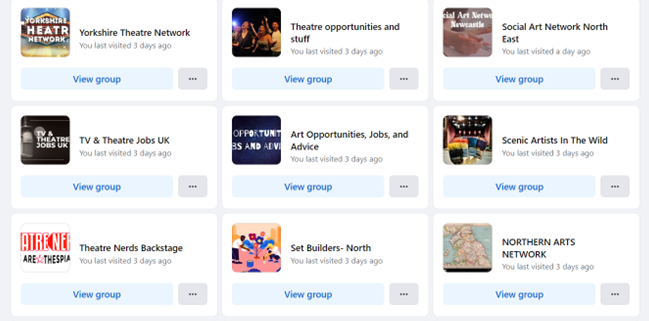 YORKSHIRE
THEATRE
NETWORK
Yorkshire Theatre Network
You last visited 3 days ago
View group
...
Theatre opportunities and
stuff
You last visited 3 days ago
View group
...
Social Art Network
Newcastle
Social Art Network North
East
You last visited a day ago
View group
...
TV &
THEATRE
JOBS UK
TV & Theatre Jobs UK
You last visited 3 days ago
View group
...
OPPORTUNIT
BS AND ADVI
Art Opportunities, Jobs, and
Advice
You last visited 3 days ago
View group
...
Scenic Artists In The Wild
You last visited 3 days ago
View group
...
ATRE NER
ARE THESPIA
Theatre Nerds Backstage
You last visited 3 days ago
View group
...
Set Builders- North
You last visited 3 days ago
View group
...
NORTHERN ARTS
NETWORK
You last visited 3 days ago
View group
...